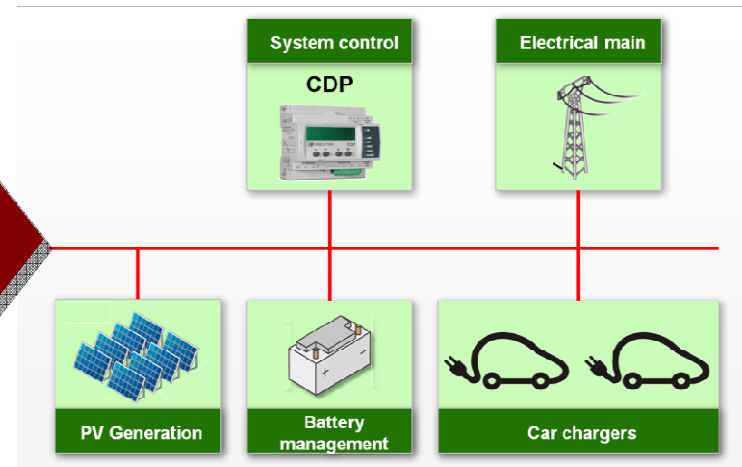 System control
Electrical main
CDP
PV Generation
Battery
management
Car chargers